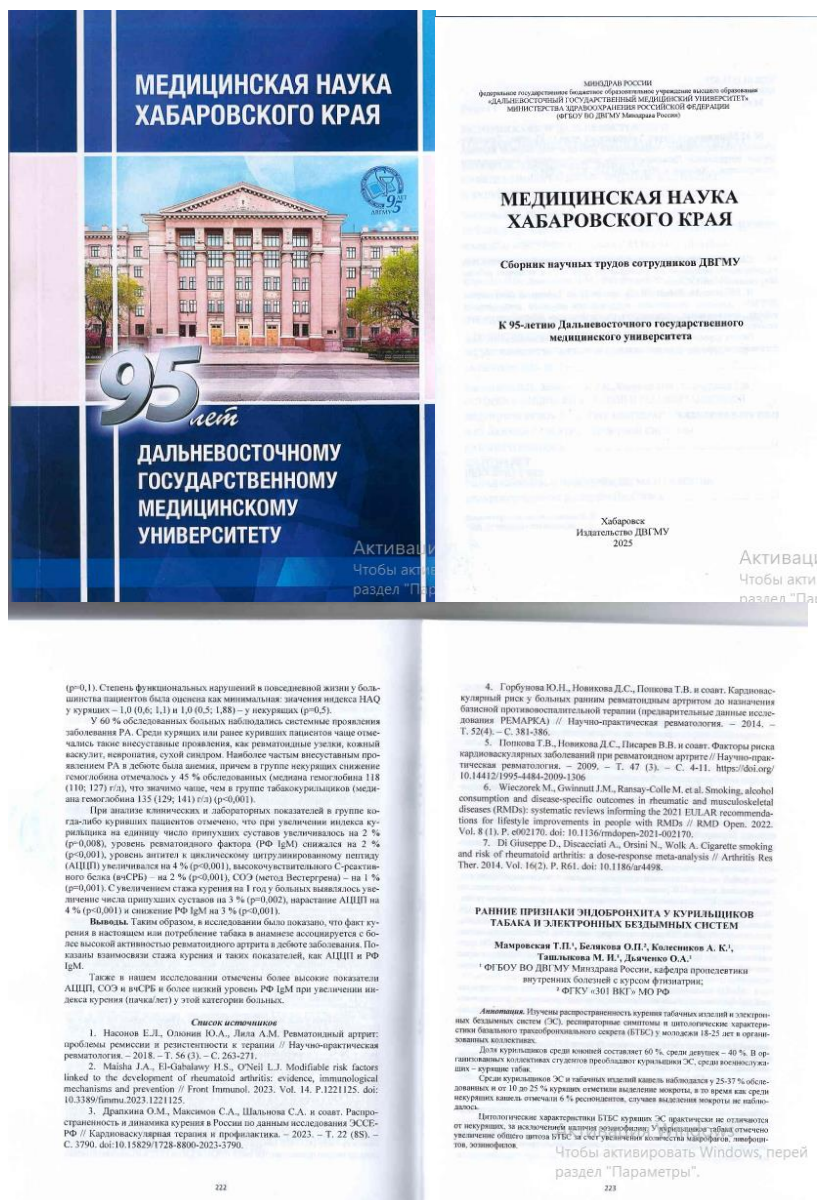 МЕДИЦИНСКАЯ НАУКА
ХАБАРОВСКОГО КРАЯ
95
ЛЕТ
ДВГМУ
95 лет
ДАЛЬНЕВОСТОЧНОМУ
ГОСУДАРСТВЕННОМУ
МЕДИЦИНСКОМУ
УНИВЕРСИТЕТУ
Активаци
Чтобы актив
раздел "Пар
МИНЗДРАВ РОССИИ
федеральное государственное бюджетное образовательное учреждение высшего образования
«ДАЛЬНЕВОСТОЧНЫЙ ГОСУДАРСТВЕННЫЙ МЕДИЦИНСКИЙ УНИВЕРСИТЕТ»
МИНИСТЕРСТВА ЗДРАВООХРАНЕНИЯ РОССИЙСКОЙ ФЕДЕРАЦИИ
(ФГБОУ ВО ДВГМУ Минздрава России)
МЕДИЦИНСКАЯ НАУКА
ХАБАРОВСКОГО КРАЯ
Сборник научных трудов сотрудников ДВГМУ
К 95-летию Дальневосточного государственного
медицинского университета
Хабаровск
Издательство ДВГМУ
2025
Активаци
Чтобы акти
раздел "Па
(p=0,1). Степень функциональных нарушений в повседневной жизни у боль-
шинства пациентов была оценена как минимальная: значения индекса HAQ
у курящих – 1,0 (0,6; 1,1) и 1,0 (0,5; 1,88) – у некурящих (p=0,5).
У 60 % обследованных больных наблюдались системные проявления
заболевания РА. Среди курящих или ранее куривших пациентов чаще отме-
чались такие внесуставные проявления, как ревматоидные узелки, кожный
васкулит, невропатия, сухой синдром. Наиболее частым внесуставным про-
явлением РА в дебюте была анемия, причем в группе некурящих снижение
гемоглобина отмечалось у 45 % обследованных (медиана гемоглобина 118
(110; 127) г/л), что значимо чаще, чем в группе табакокурильщиков (меди-
ана гемоглобина 135 (129; 141) г/л) (p<0,001).
При анализе клинических и лабораторных показателей в группе ко-
гда-либо куривших пациентов отмечено, что при увеличении индекса ку-
рильщика на единицу число припухших суставов увеличивалось на 2 %
(p=0,008), уровень ревматоидного фактора (РФ IgM) снижался на 2 %
(p<0,001), уровень антител к циклическому цитруллинированному пептиду
(АЦЦП) увеличивался на 4 % (p<0,001), высокочувствительного С-реактив-
ного белка (вчСРБ) – на 2 % (p<0,001), СОЭ (метод Вестергрена) – на 1 %
(p=0,001). С увеличением стажа курения на 1 год у больных выявлялось уве-
личение числа припухших суставов на 3 % (p=0,002), нарастание АЦЦП на
4 % (p<0,001) и снижение РФ IgM на 3 % (p<0,001).
Выводы. Таким образом, в исследовании было показано, что факт ку-
рения в настоящем или потребление табака в анамнезе ассоциируется с бо-
лее высокой активностью ревматоидного артрита в дебюте заболевания. По-
казаны взаимосвязи стажа курения и таких показателей, как АЦЦП и РФ
IgM.
Также в нашем исследовании отмечены более высокие показатели
АЦЦП, СОЭ и вчСРБ и более низкий уровень РФ IgM при увеличении ин-
декса курения (пачка/лет) у этой категории больных.
Список источников
1. Насонов Е.Л., Олюнин Ю.А., Лила А.М. Ревматоидный артрит:
проблемы ремиссии и резистентности к терапии // Научно-практическая
ревматология. – 2018. – Т. 56 (3). – С. 263-271.
2. Maisha J.A., El-Gabalawy H.S., O'Neil L.J. Modifiable risk factors
linked to the development of rheumatoid arthritis: evidence, immunological
mechanisms and prevention // Front Immunol. 2023. Vol. 14. P.1221125. doi:
10.3389/fimmu.2023.1221125.
3. Драпкина О.М., Максимов С.А., Шальнова С.А. и соавт. Распро-
страненность и динамика курения в России по данным исследования ЭССЕ-
РФ // Кардиоваскулярная терапия и профилактика. – 2023. – Т. 22 (8S). –
С. 3790. doi:10.15829/1728-8800-2023-3790.
222
4. Горбунова Ю.Н., Новикова Д.С., Попкова Т.В. и соавт. Кардиовас-
кулярный риск у больных ранним ревматоидным артритом до назначения
базисной противовоспалительной терапии (предварительные данные иссле-
дования РЕМАРКА) // Научно-практическая ревматология. – 2014. –
Т. 52(4). – С. 381-386.
5. Попкова Т.В., Новикова Д.С., Писарев В.В. и соавт. Факторы риска
кардиоваскулярных заболеваний при ревматоидном артрите // Научно-прак-
тическая ревматология. – 2009. – Т. 47 (3). – С. 4-11. https://doi.org/
10.14412/1995-4484-2009-1306
6. Wieczorek M., Gwinnutt J.M., Ransay-Colle M. et al. Smoking, alcohol
consumption and disease-specific outcomes in rheumatic and musculoskeletal
diseases (RMDs): systematic reviews informing the 2021 EULAR recommenda-
tions for lifestyle improvements in people with RMDs // RMD Open. 2022.
Vol. 8 (1). P. e002170. doi: 10.1136/rmdopen-2021-002170.
7. Di Giuseppe D., Discacciati A., Orsini N., Wolk A. Cigarette smoking
and risk of rheumatoid arthritis: a dose-response meta-analysis // Arthritis Res
Ther. 2014. Vol. 16(2). P. R61. doi: 10.1186/ar4498.
РАННИЕ ПРИЗНАКИ ЭНДОБРОНХИТА У КУРИЛЬЩИКОВ
ТАБАКА И ЭЛЕКТРОННЫХ БЕЗДЫМНЫХ СИСТЕМ
Мамровская Т.П.¹, Белякова О.П.², Колесников А. К.¹,
Ташлыкова М. И.¹, Дьяченко О.А.¹
¹ ФГБОУ ВО ДВГМУ Минздрава России, кафедра пропедевтики
внутренних болезней с курсом фтизиатрии;
² ФГКУ «301 ВКГ» МО РФ
Аннотация. Изучены распространенность курения табачных изделий и электрон-
ных бездымных систем (ЭС), респираторные симптомы и цитологические характери-
стики базального трахеобронхиального секрета (БТБС) у молодежи 18-25 лет в органи-
зованных коллективах.
Доля курильщиков среди юношей составляет 60 %, среди девушек – 40 %. В ор-
ганизованных коллективах студентов преобладают курильщики ЭС, среди военнослужа-
щих – курящие табак.
Среди курильщиков ЭС и табачных изделий кашель наблюдался у 25-37 % обсле-
дованных и от 10 до 25 % курящих отметили выделение мокроты, в то время как среди
некурящих кашель отмечали 6 % респондентов, случаев выделения мокроты не наблю-
далось.
Цитологические характеристики БТБС курящих ЭС практически не отличаются
от некурящих, за исключением наличия эозинофилии. У курильщиков табака отмечено
увеличение общего цитоза БТБС за счет увеличения количества макрофагов, лимфоци-
тов, эозинофилов.
Чтобы активировать Windows, перей
раздел "Параметры".
223